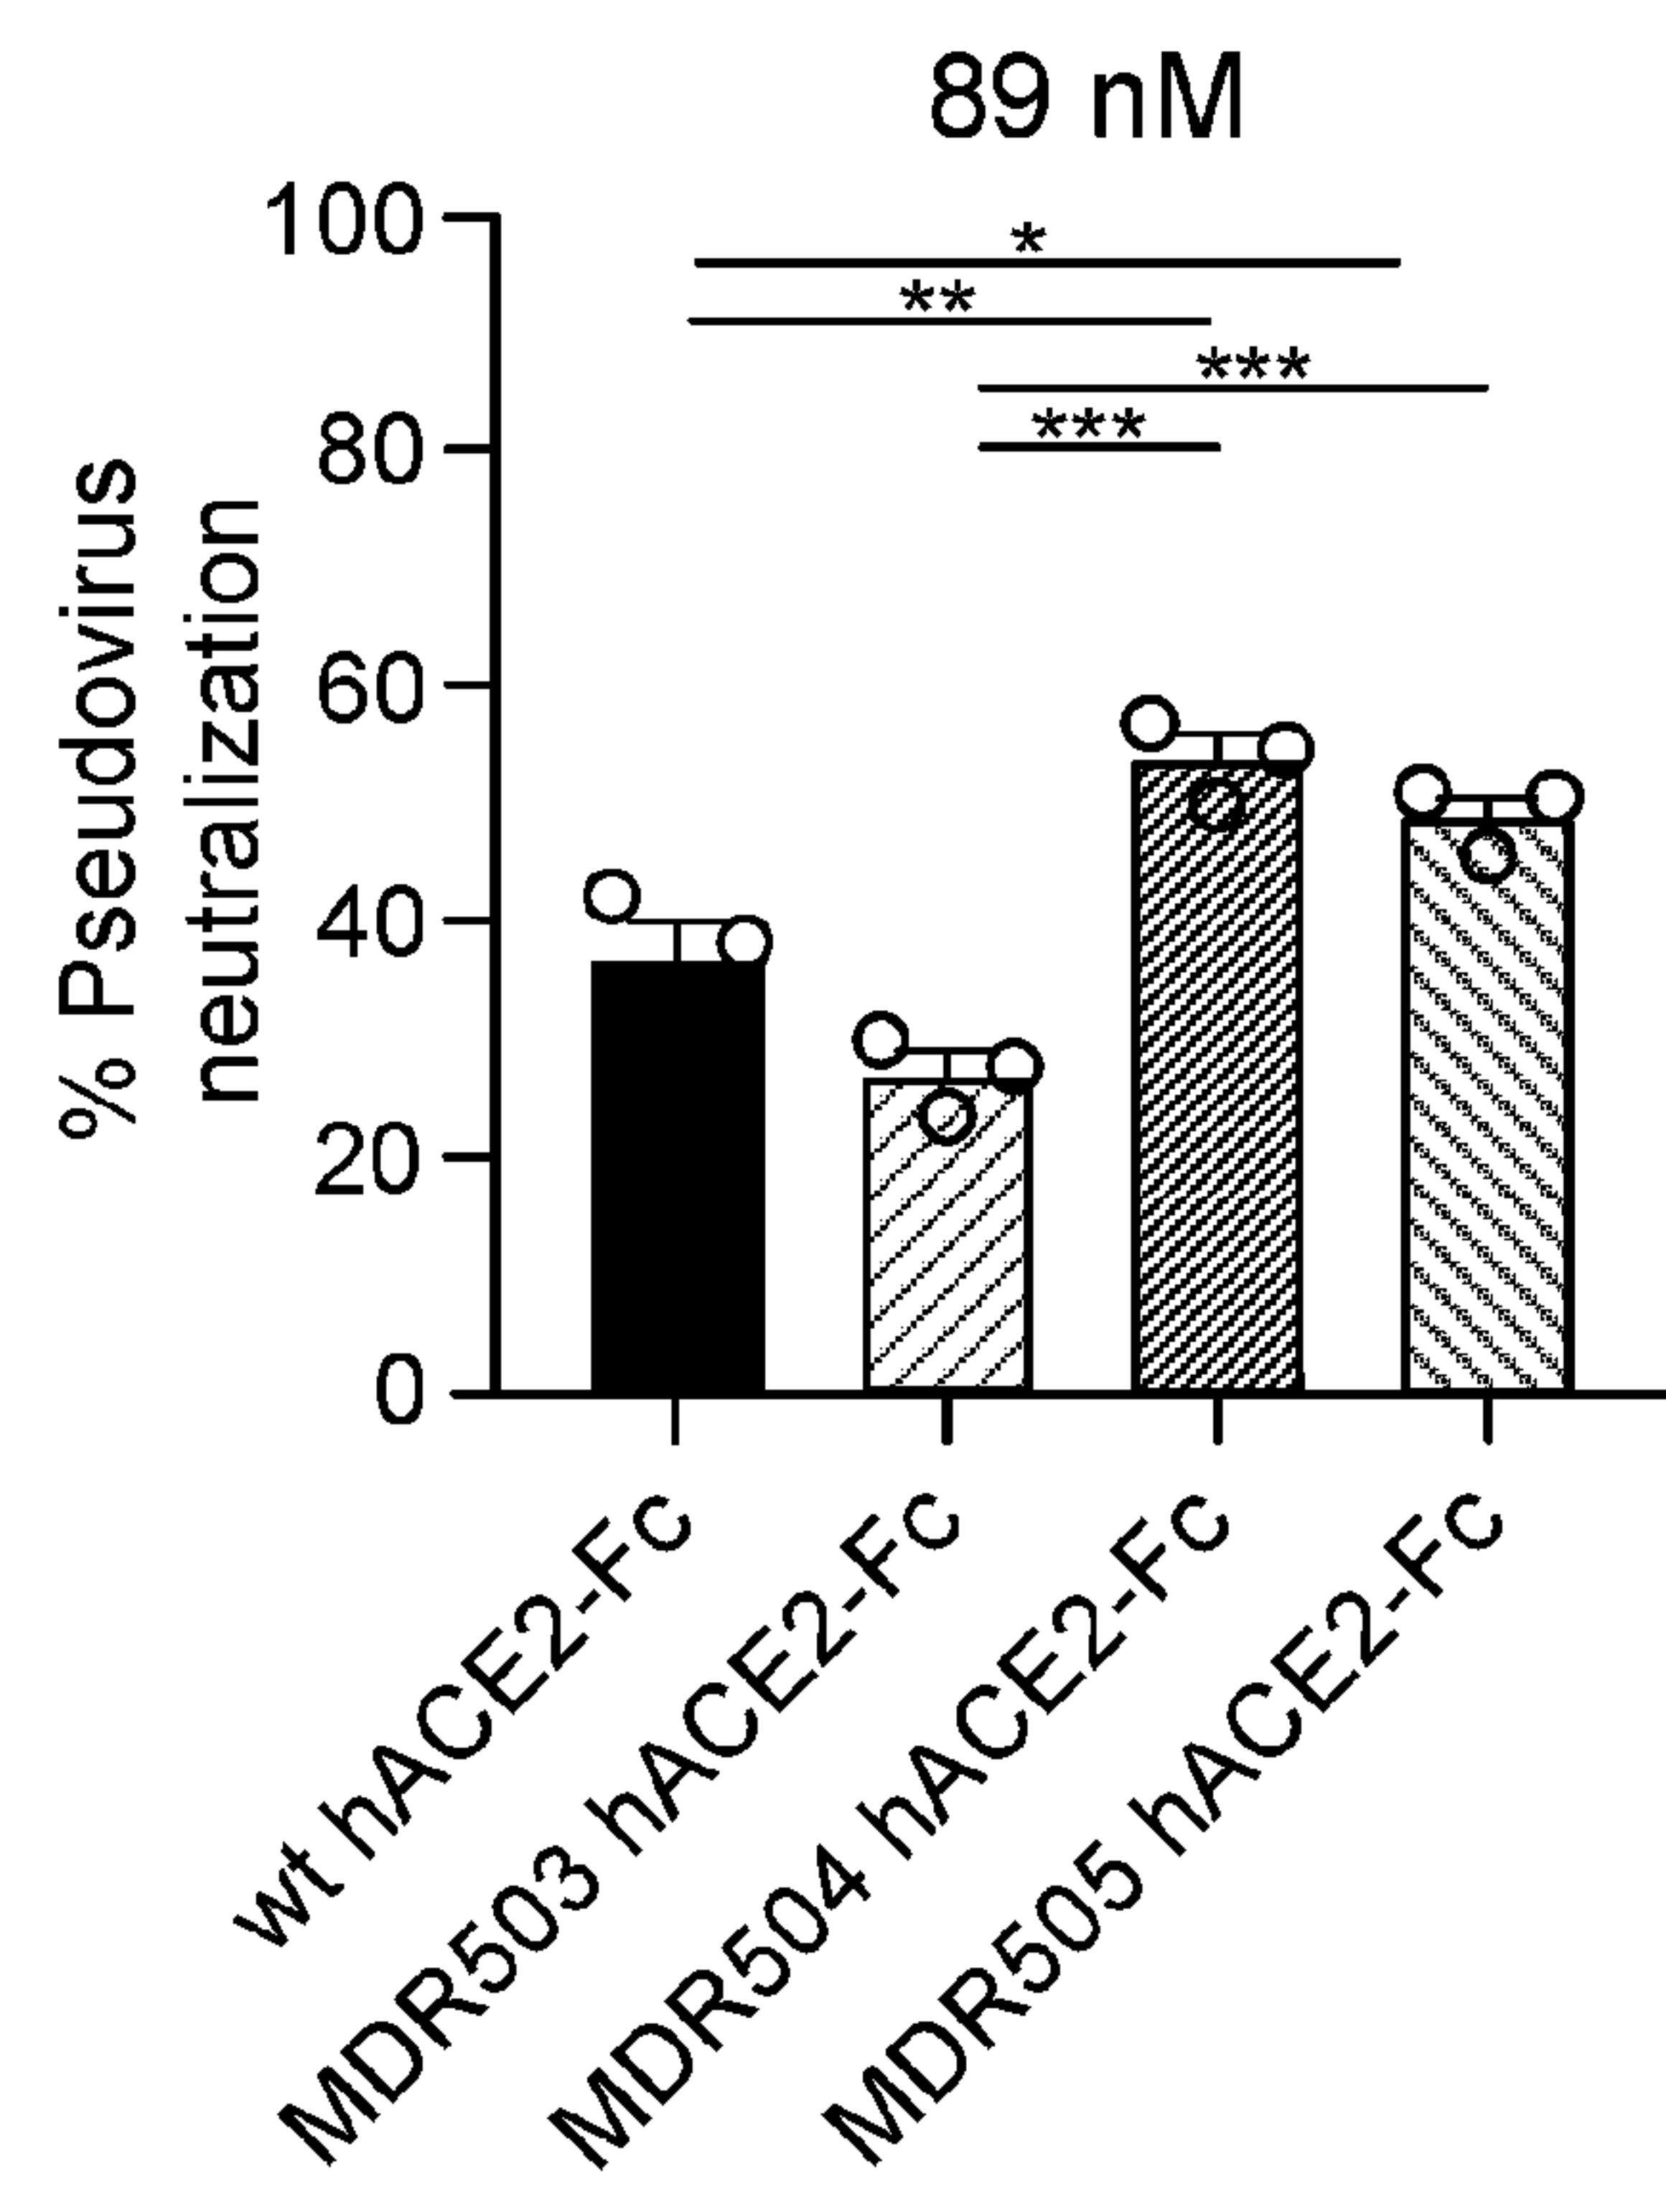 89 nM
% Pseudovirus
neutralization
100
80
60
40
20
0
*
**
***
***
wt hACE2-Fc
MDR503 hACE2-Fc
MDR504 hACE2-Fc
MDR505 hACE2-Fc